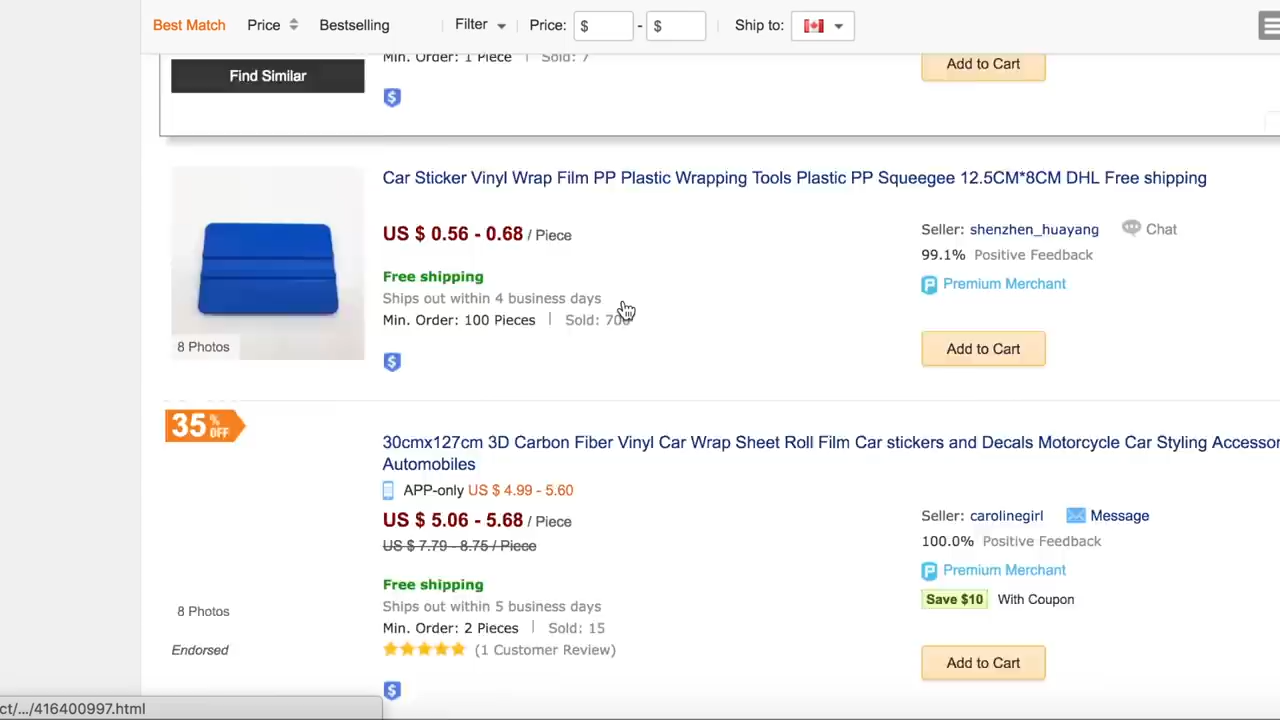 Best Match Price Bestselling Filter Price: $ - $ Ship to:
Min. Order: 1 Piece | Sold: 7
Find Similar
Add to Cart
$
Car Sticker Vinyl Wrap Film PP Plastic Wrapping Tools Plastic PP Squeegee 12.5CM*8CM DHL Free shipping
US $ 0.56 - 0.68 / Piece
Seller: shenzhen_huayang Chat
99.1% Positive Feedback
Free shipping
P Premium Merchant
Ships out within 4 business days
Min. Order: 100 Pieces | Sold: 700
8 Photos
Add to Cart
$
35% OFF
30cmx127cm 3D Carbon Fiber Vinyl Car Wrap Sheet Roll Film Car stickers and Decals Motorcycle Car Styling Accessor
Automobiles
APP-only US $ 4.99 - 5.60
US $ 5.06 - 5.68 / Piece
US $ 7.79 - 8.75 / Piece
Seller: carolinegirl Message
100.0% Positive Feedback
P Premium Merchant
Free shipping
Save $10 With Coupon
Ships out within 5 business days
8 Photos
Min. Order: 2 Pieces | Sold: 15
Endorsed
(1 Customer Review)
Add to Cart
$
ct/.../416400997.html